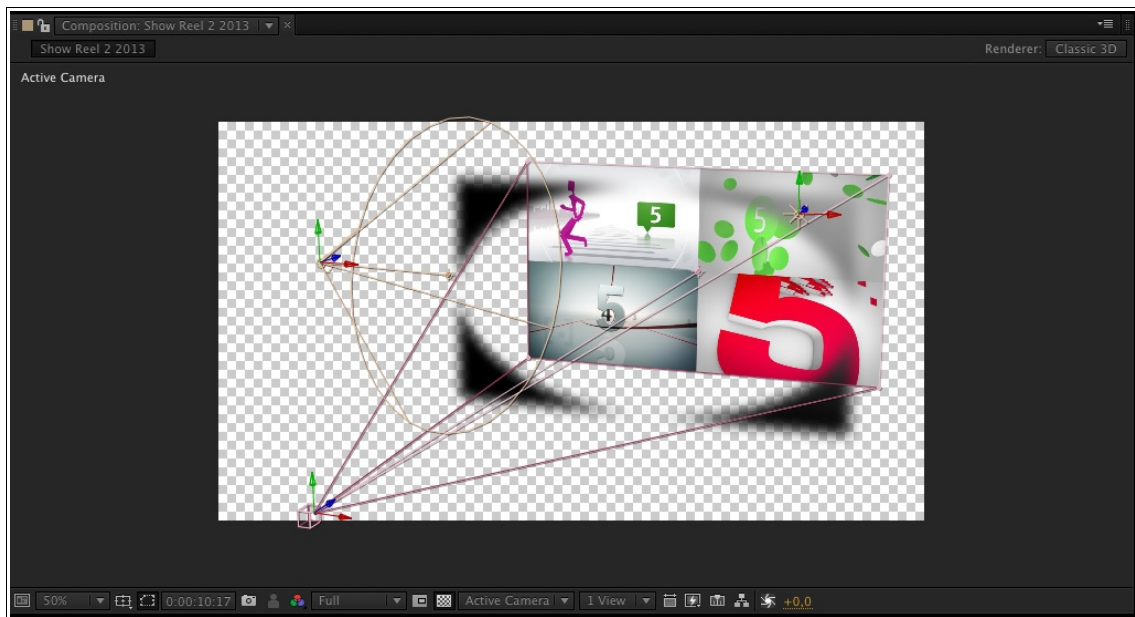 Composition: Show Reel 2 2013
Show Reel 2 2013
Renderer: Classic 3D
Active Camera
5
5
5
4
5
50%
0:00:10:17
Full
Active Camera
1 View
+0,0